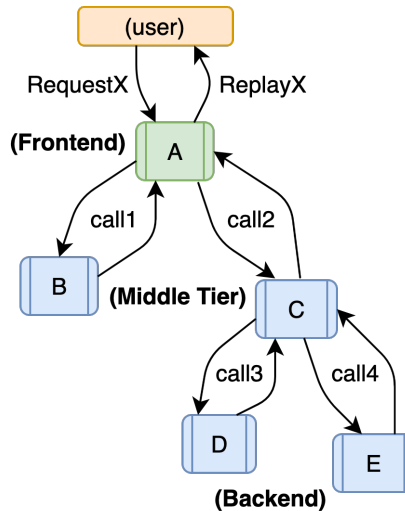 (user)
RequestX
ReplayX
(Frontend)
A
call1
call2
B
(Middle Tier)
C
call3
call4
D
E
(Backend)